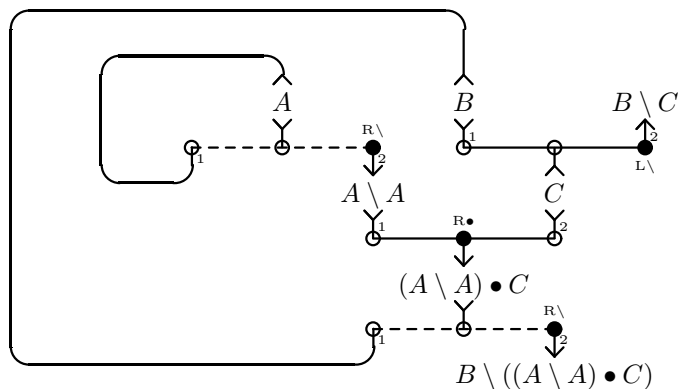 A B B \ C
R\
1 2 1 2
L\
A \ A C
1 R• 2
(A \ A) • C
R\
1 2
B \ ((A \ A) • C)